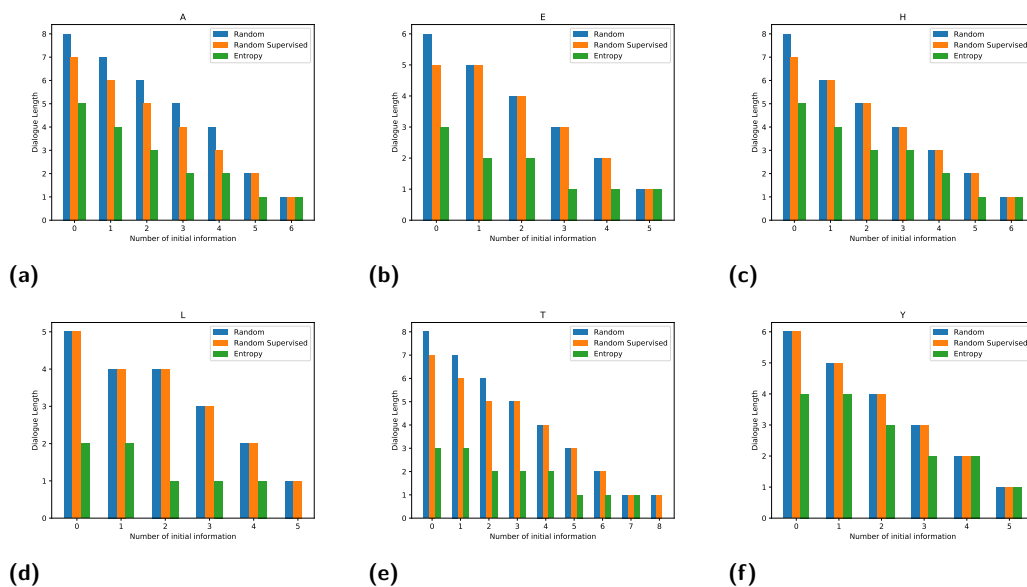 A
Random
Random Supervised
Entropy
8
7
6
5
4
3
2
1
0
Dialogue Length
0 1 2 3 4 5 6
Number of initial information
(a)
E
Random
Random Supervised
Entropy
6
5
4
3
2
1
0
Dialogue Length
0 1 2 3 4 5
Number of initial information
(b)
H
Random
Random Supervised
Entropy
8
7
6
5
4
3
2
1
0
Dialogue Length
0 1 2 3 4 5 6
Number of initial information
(c)
L
Random
Random Supervised
Entropy
5
4
3
2
1
0
Dialogue Length
0 1 2 3 4 5
Number of initial information
(d)
T
Random
Random Supervised
Entropy
8
7
6
5
4
3
2
1
0
Dialogue Length
0 1 2 3 4 5 6 7 8
Number of initial information
(e)
Y
Random
Random Supervised
Entropy
6
5
4
3
2
1
0
Dialogue Length
0 1 2 3 4 5
Number of initial information
(f)